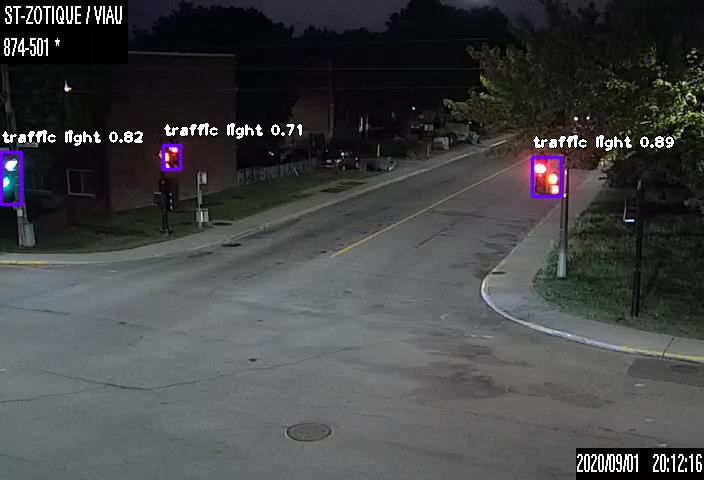 ST-ZOTIQUE / VIAU
874-501 *
traffic light 0.82
traffic light 0.71
traffic light 0.89
2020/09/01 20:12:16